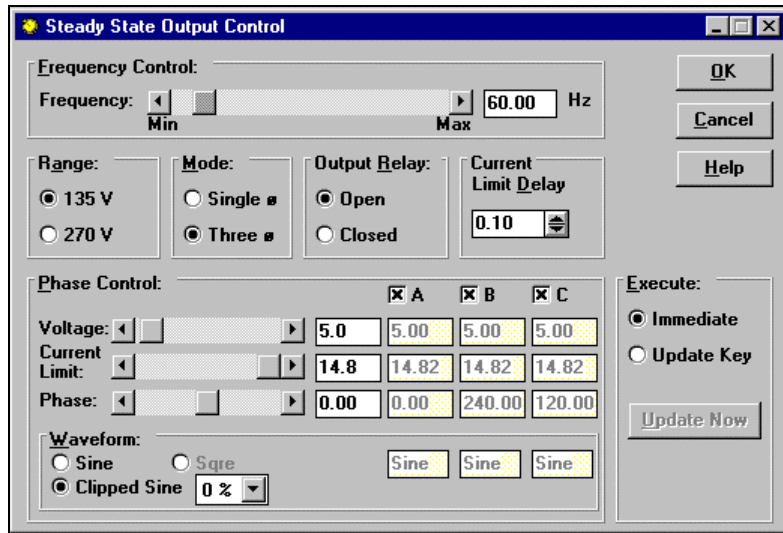 Steady State Output Control
Frequency Control:
Frequency: 60.00 Hz
Min Max
OK
Cancel
Help
Range:
135 V
270 V
Mode:
Single ø
Three ø
Output Relay:
Open
Closed
Current
Limit Delay
0.10
Phase Control:
A B C
Voltage: 5.0 5.00 5.00 5.00
Current
Limit: 14.8 14.82 14.82 14.82
Phase: 0.00 0.00 240.00 120.00
Waveform:
Sine Sqre
Clipped Sine 0 %
Sine Sine Sine
Execute:
Immediate
Update Key
Update Now